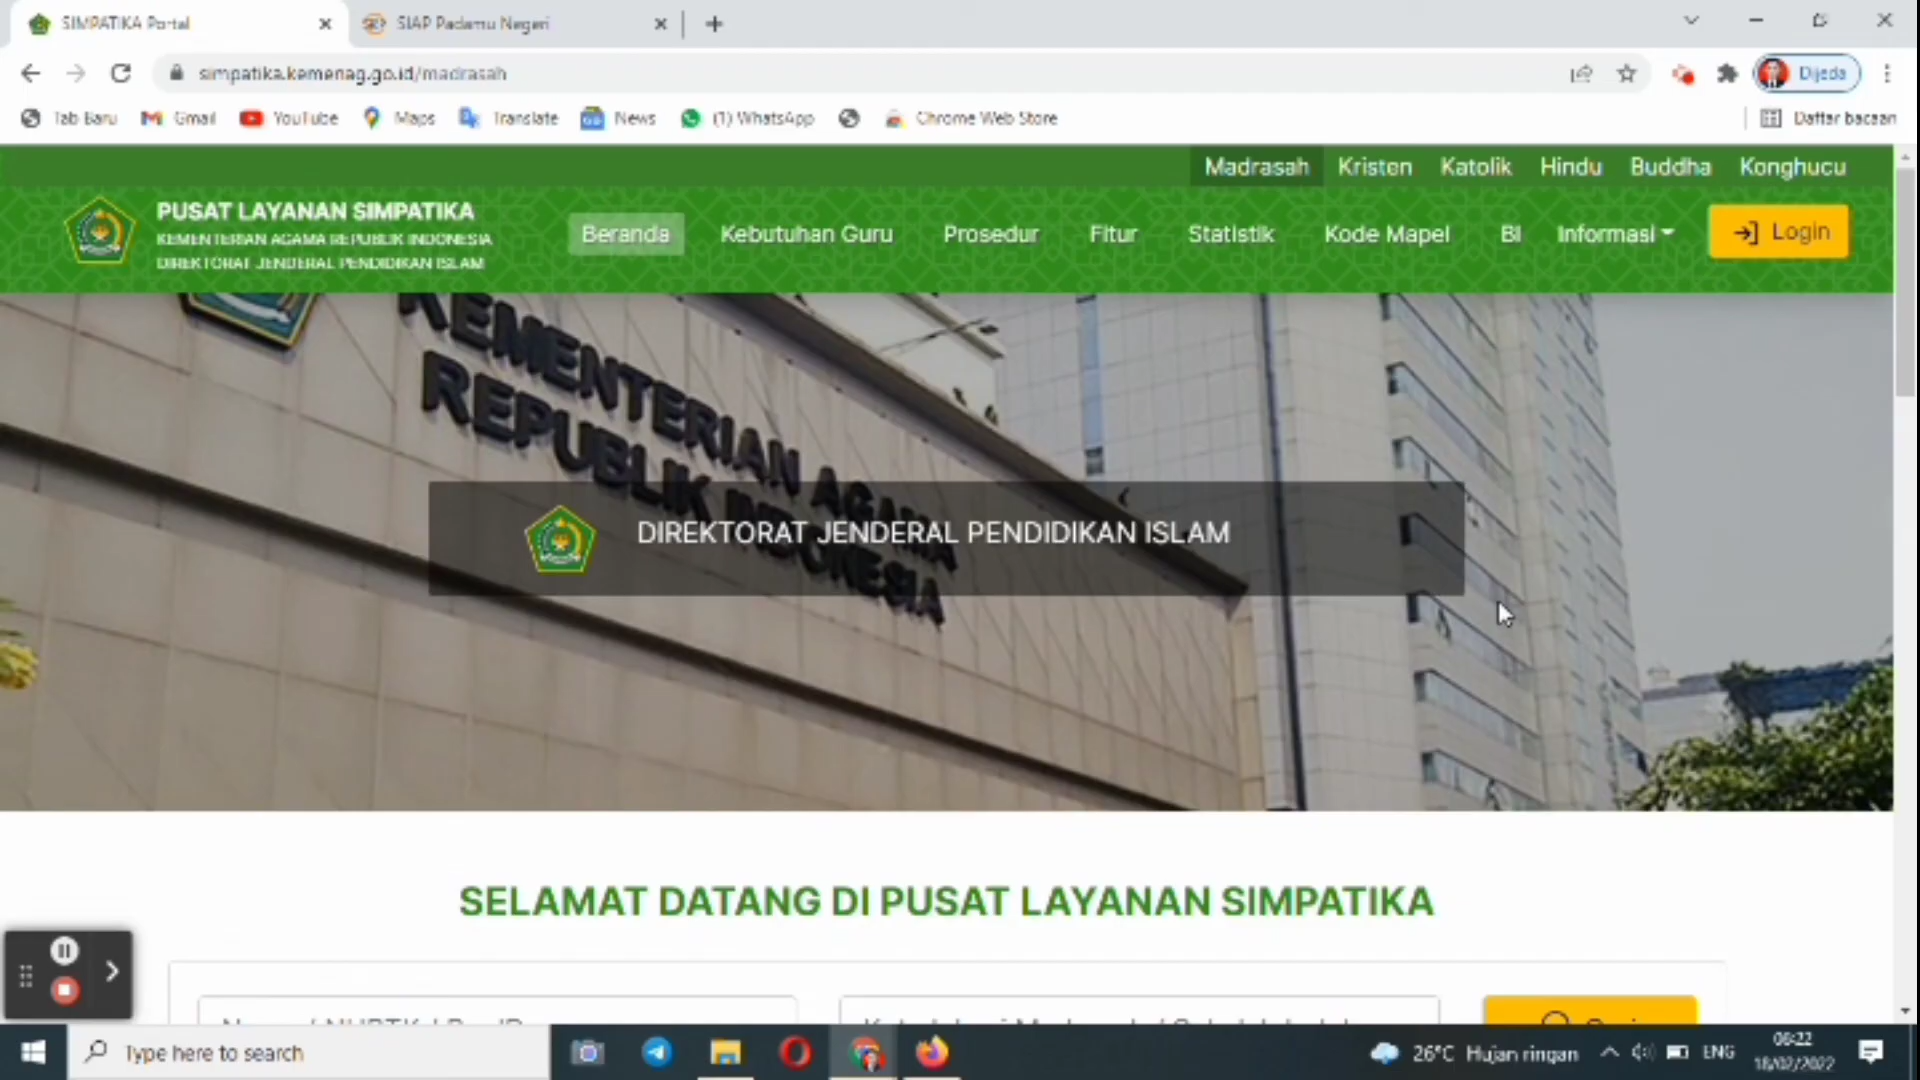 SIMPATIKA Portal
SIAP Padamu Negeri
simpatika.kemenag.go.id/madrasah
Dijeda
Tab Baru
Gmail
YouTube
Maps
Translate
News
(1) WhatsApp
Chrome Web Store
Daftar bacaan
Madrasah
Kristen
Katolik
Hindu
Buddha
Konghucu
PUSAT LAYANAN SIMPATIKA
KEMENTERIAN AGAMA REPUBLIK INDONESIA
DIREKTORAT JENDERAL PENDIDIKAN ISLAM
Beranda
Kebutuhan Guru
Prosedur
Fitur
Statistik
Kode Mapel
BI
Informasi
Login
KEMENTERIAN AGAMA
REPUBLIK INDONESIA
DIREKTORAT JENDERAL PENDIDIKAN ISLAM
SELAMAT DATANG DI PUSAT LAYANAN SIMPATIKA
Type here to search
26°C Hujan ringan
ENG
06:22
18/02/2022